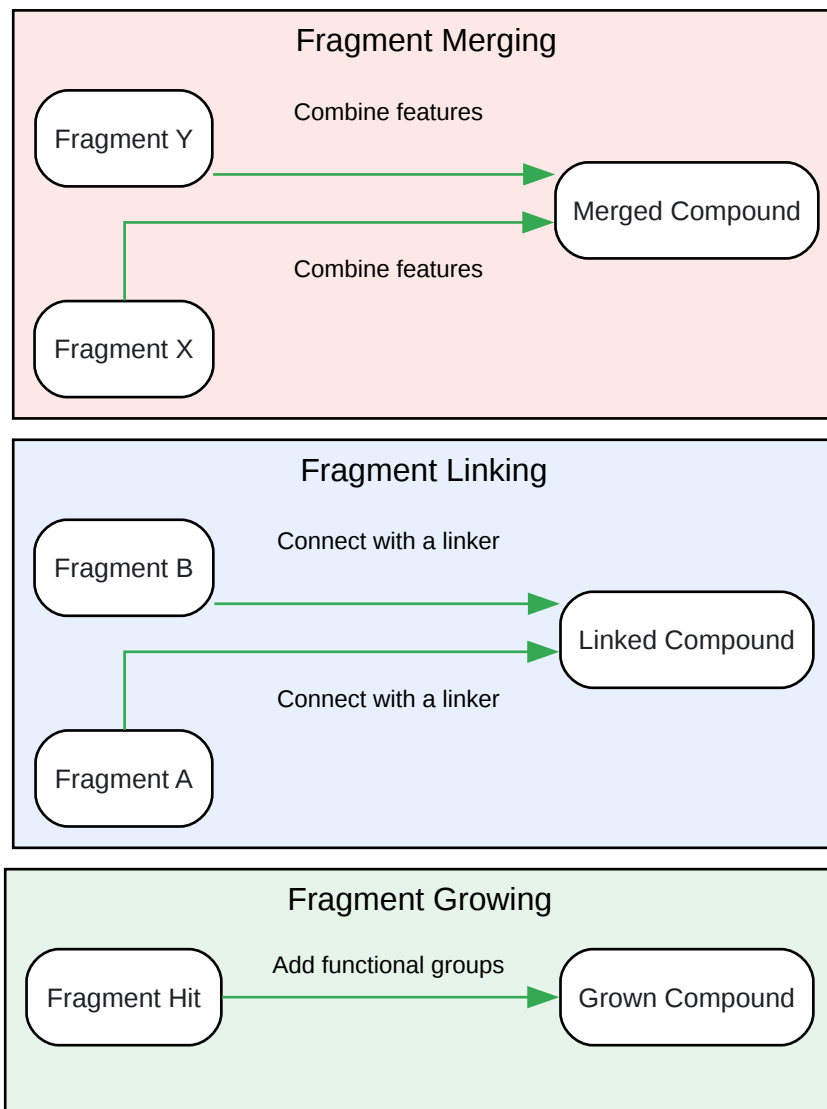 Fragment Merging
Combine features
Fragment Y
Merged Compound
Combine features
Fragment X
Fragment Linking
Connect with a linker
Fragment B
Linked Compound
Connect with a linker
Fragment A
Fragment Growing
Add functional groups
Fragment Hit
Grown Compound